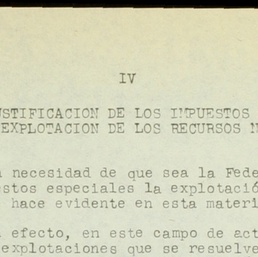 IV
USTIFICACION DE LOS IMPUESTOS
EXPLOTACION DE LOS RECURSOS N
necesidad de que sea la Fede
stos especiales la explotació
hace evidente en esta materi
efecto, en este campo de act
explotaciones que se resuelve